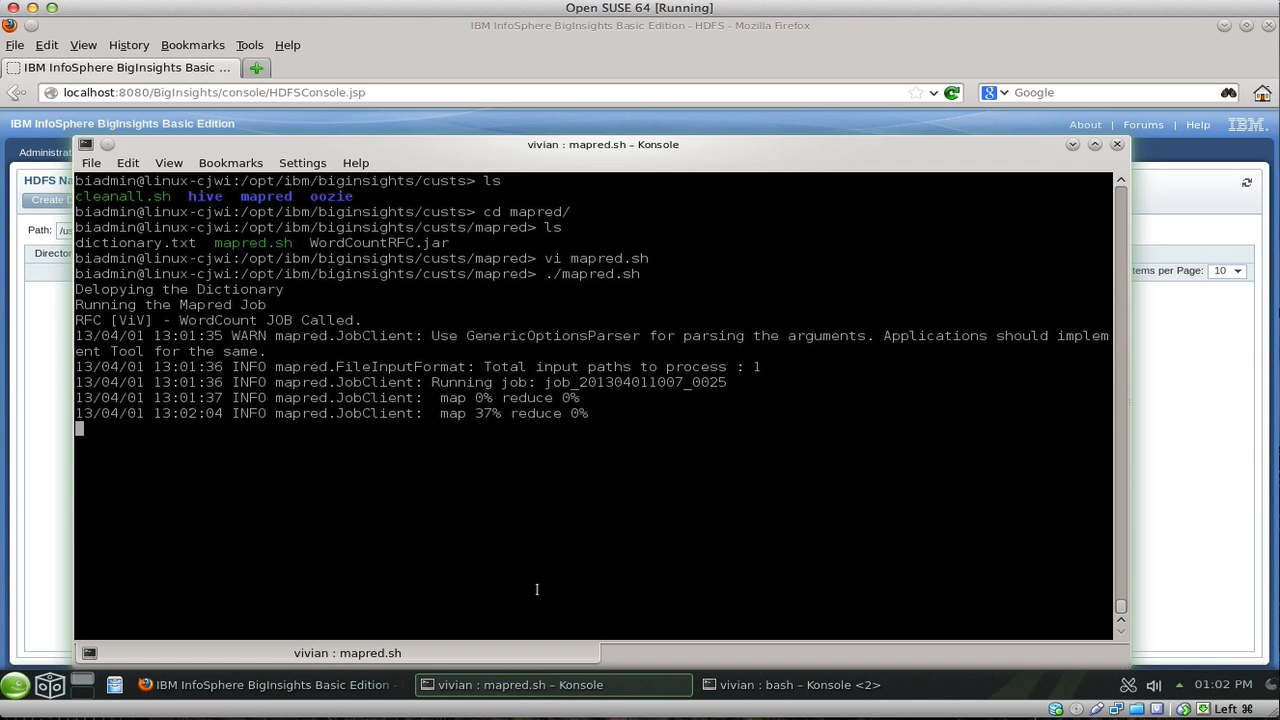 Open SUSE 64 [Running]
IBM InfoSphere BigInsights Basic Edition - HDFS - Mozilla Firefox
File Edit View History Bookmarks Tools Help
IBM InfoSphere BigInsights Basic ...
localhost:8080/BigInsights/console/HDFSConsole.jsp
Google
IBM InfoSphere BigInsights Basic Edition
About | Forums | Help IBM
Administra
vivian : mapred.sh – Konsole
File Edit View Bookmarks Settings Help
HDFS Na
Create D
Path: /us
Director
Items per Page: 10
biadmin@linux-cjwi:/opt/ibm/biginsights/custs> ls
cleanall.sh hive mapred oozie
biadmin@linux-cjwi:/opt/ibm/biginsights/custs> cd mapred/
biadmin@linux-cjwi:/opt/ibm/biginsights/custs/mapred> ls
dictionary.txt mapred.sh WordCountRFC.jar
biadmin@linux-cjwi:/opt/ibm/biginsights/custs/mapred> vi mapred.sh
biadmin@linux-cjwi:/opt/ibm/biginsights/custs/mapred> ./mapred.sh
Delopying the Dictionary
Running the Mapred Job
RFC [ViV] - WordCount JOB Called.
13/04/01 13:01:35 WARN mapred.JobClient: Use GenericOptionsParser for parsing the arguments. Applications should implem
ent Tool for the same.
13/04/01 13:01:36 INFO mapred.FileInputFormat: Total input paths to process : 1
13/04/01 13:01:36 INFO mapred.JobClient: Running job: job_201304011007_0025
13/04/01 13:01:37 INFO mapred.JobClient:  map 0% reduce 0%
13/04/01 13:02:04 INFO mapred.JobClient:  map 37% reduce 0%
vivian : mapred.sh
IBM InfoSphere BigInsights Basic Edition -
vivian : mapred.sh – Konsole
vivian : bash – Konsole <2>
01:02 PM
Left ⌘